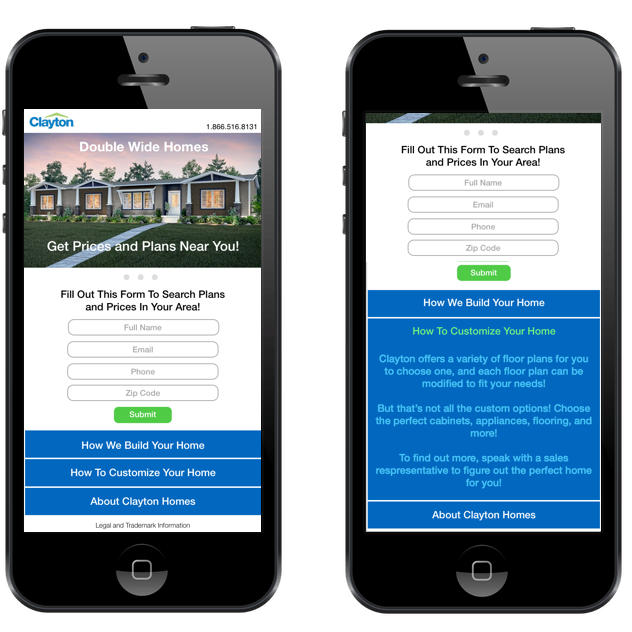 Clayton
1.866.516.8131
Double Wide Homes
Get Prices and Plans Near You!
Fill Out This Form To Search Plans
and Prices In Your Area!
Full Name
Email
Phone
Zip Code
Submit
How We Build Your Home
How To Customize Your Home
About Clayton Homes
Legal and Trademark Information
Fill Out This Form To Search Plans
and Prices In Your Area!
Full Name
Email
Phone
Zip Code
Submit
How We Build Your Home
How To Customize Your Home
Clayton offers a variety of floor plans for you
to choose one, and each floor plan can be
modified to fit your needs!
But that's not all the custom options! Choose
the perfect cabinets, appliances, flooring, and
more!
To find out more, speak with a sales
respresentative to figure out the perfect home
for you!
About Clayton Homes